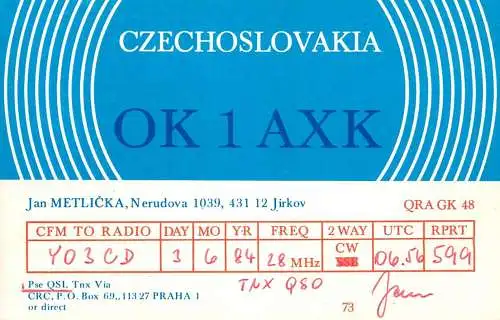 CZECHOSLOVAKIA
OK 1 AXK
Jan METLIČKA, Nerudova 1039, 431 12 Jirkov QRA GK 48
CFM TO RADIO DAY MO Y·R FREQ 2 WAY UTC RPRT
YO3CD 3 6 84 28 MHz CW SSB 06.56 599
Pse QSL Tnx Via TNX QSO
CRC, P.O. Box 69., 113 27 PRAHA 1 73
or direct